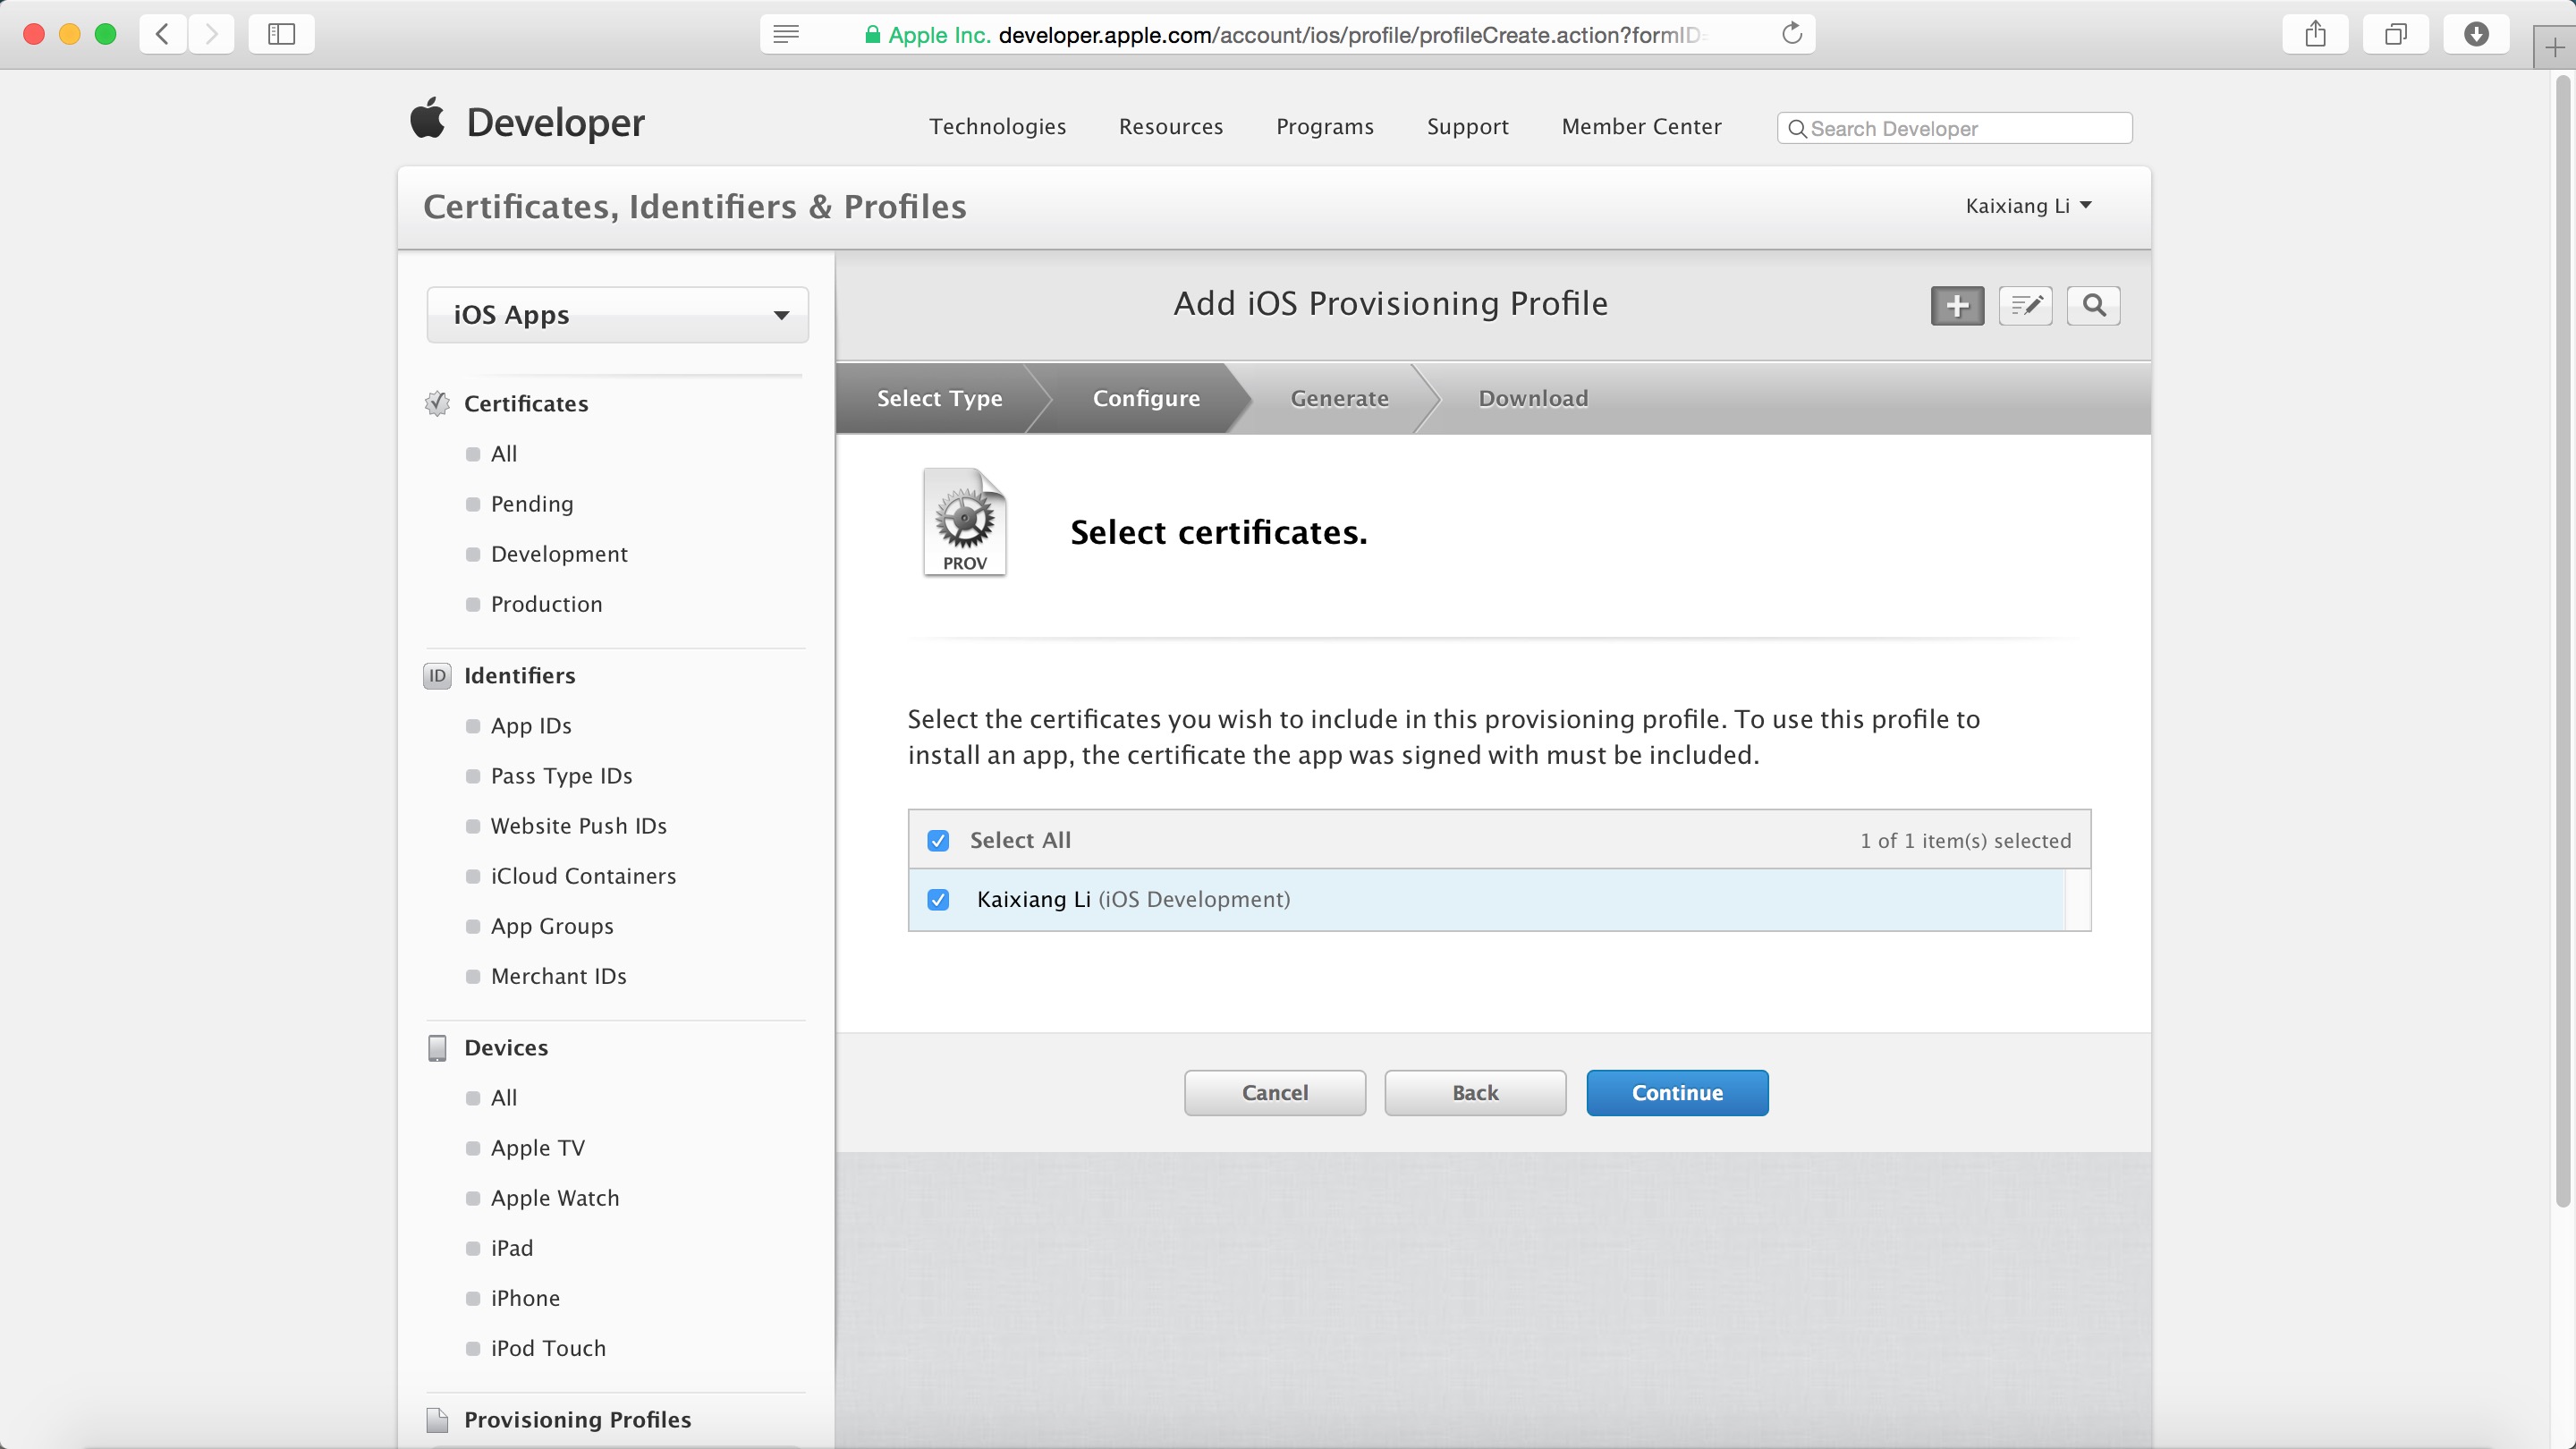 Apple Inc. developer.apple.com/account/ios/profile/profileCreate.action?formID=
Developer
Technologies
Resources
Programs
Support
Member Center
Search Developer
Certificates, Identifiers & Profiles
Kaixiang Li
iOS Apps
Add iOS Provisioning Profile
Select Type
Configure
Generate
Download
Certificates
All
Pending
Development
Production
ID
Identifiers
App IDs
Pass Type IDs
Website Push IDs
iCloud Containers
App Groups
Merchant IDs
Devices
All
Apple TV
Apple Watch
iPad
iPhone
iPod Touch
Provisioning Profiles
PROV
Select certificates.
Select the certificates you wish to include in this provisioning profile. To use this profile to
install an app, the certificate the app was signed with must be included.
Select All
1 of 1 item(s) selected
Kaixiang Li (iOS Development)
Cancel
Back
Continue